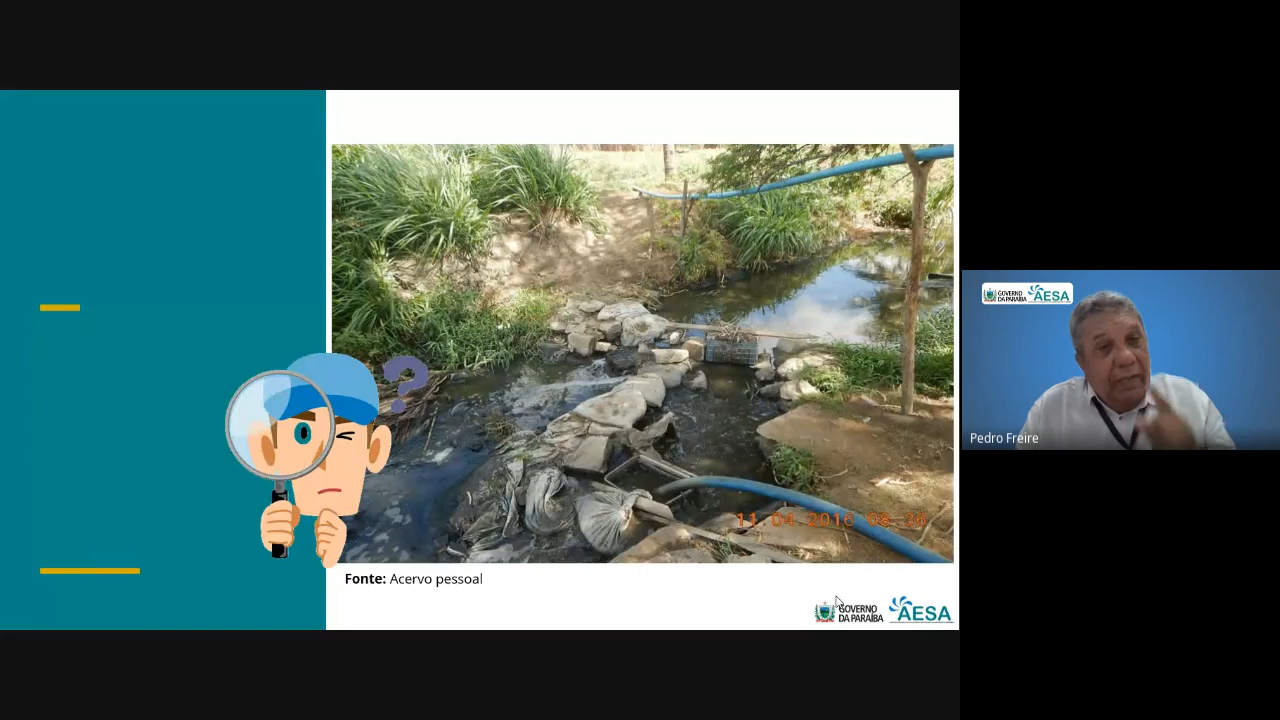 ?
11 04 2016 08 36
Fonte: Acervo pessoal
GOVERNO
DA PARAÍBA
AESA
GOVERNO
DA PARAÍBA
AESA
Pedro Freire